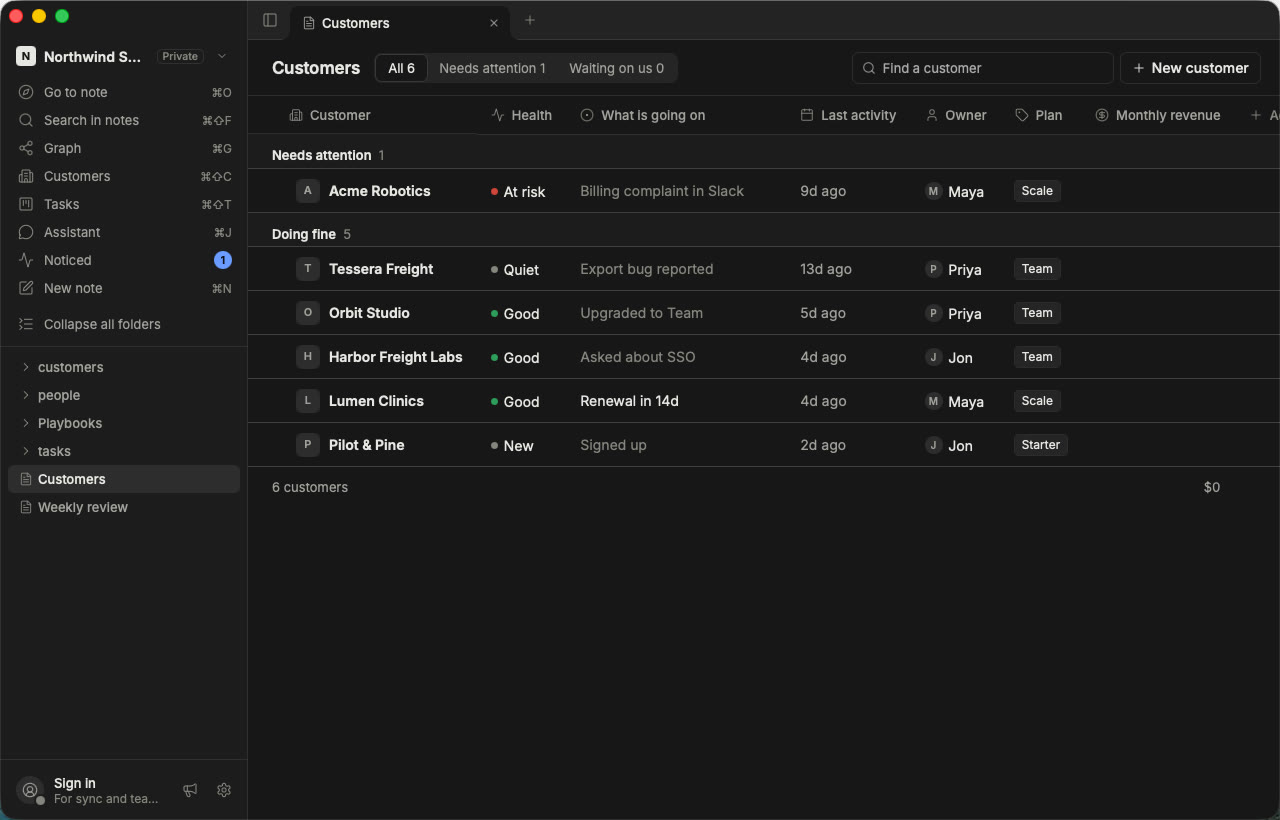 Customers
N Northwind S... Private
Go to note ⌘O
Search in notes ⌘⇧F
Graph ⌘G
Customers ⌘⇧C
Tasks ⌘⇧T
Assistant ⌘J
Noticed 1
New note ⌘N
Collapse all folders
customers
people
Playbooks
tasks
Customers
Weekly review
Sign in
For sync and tea...
Customers All 6 Needs attention 1 Waiting on us 0 Find a customer + New customer
Customer Health What is going on Last activity Owner Plan Monthly revenue +
Needs attention 1
A Acme Robotics At risk Billing complaint in Slack 9d ago M Maya Scale
Doing fine 5
T Tessera Freight Quiet Export bug reported 13d ago P Priya Team
O Orbit Studio Good Upgraded to Team 5d ago P Priya Team
H Harbor Freight Labs Good Asked about SSO 4d ago J Jon Team
L Lumen Clinics Good Renewal in 14d 4d ago M Maya Scale
P Pilot & Pine New Signed up 2d ago J Jon Starter
6 customers $0